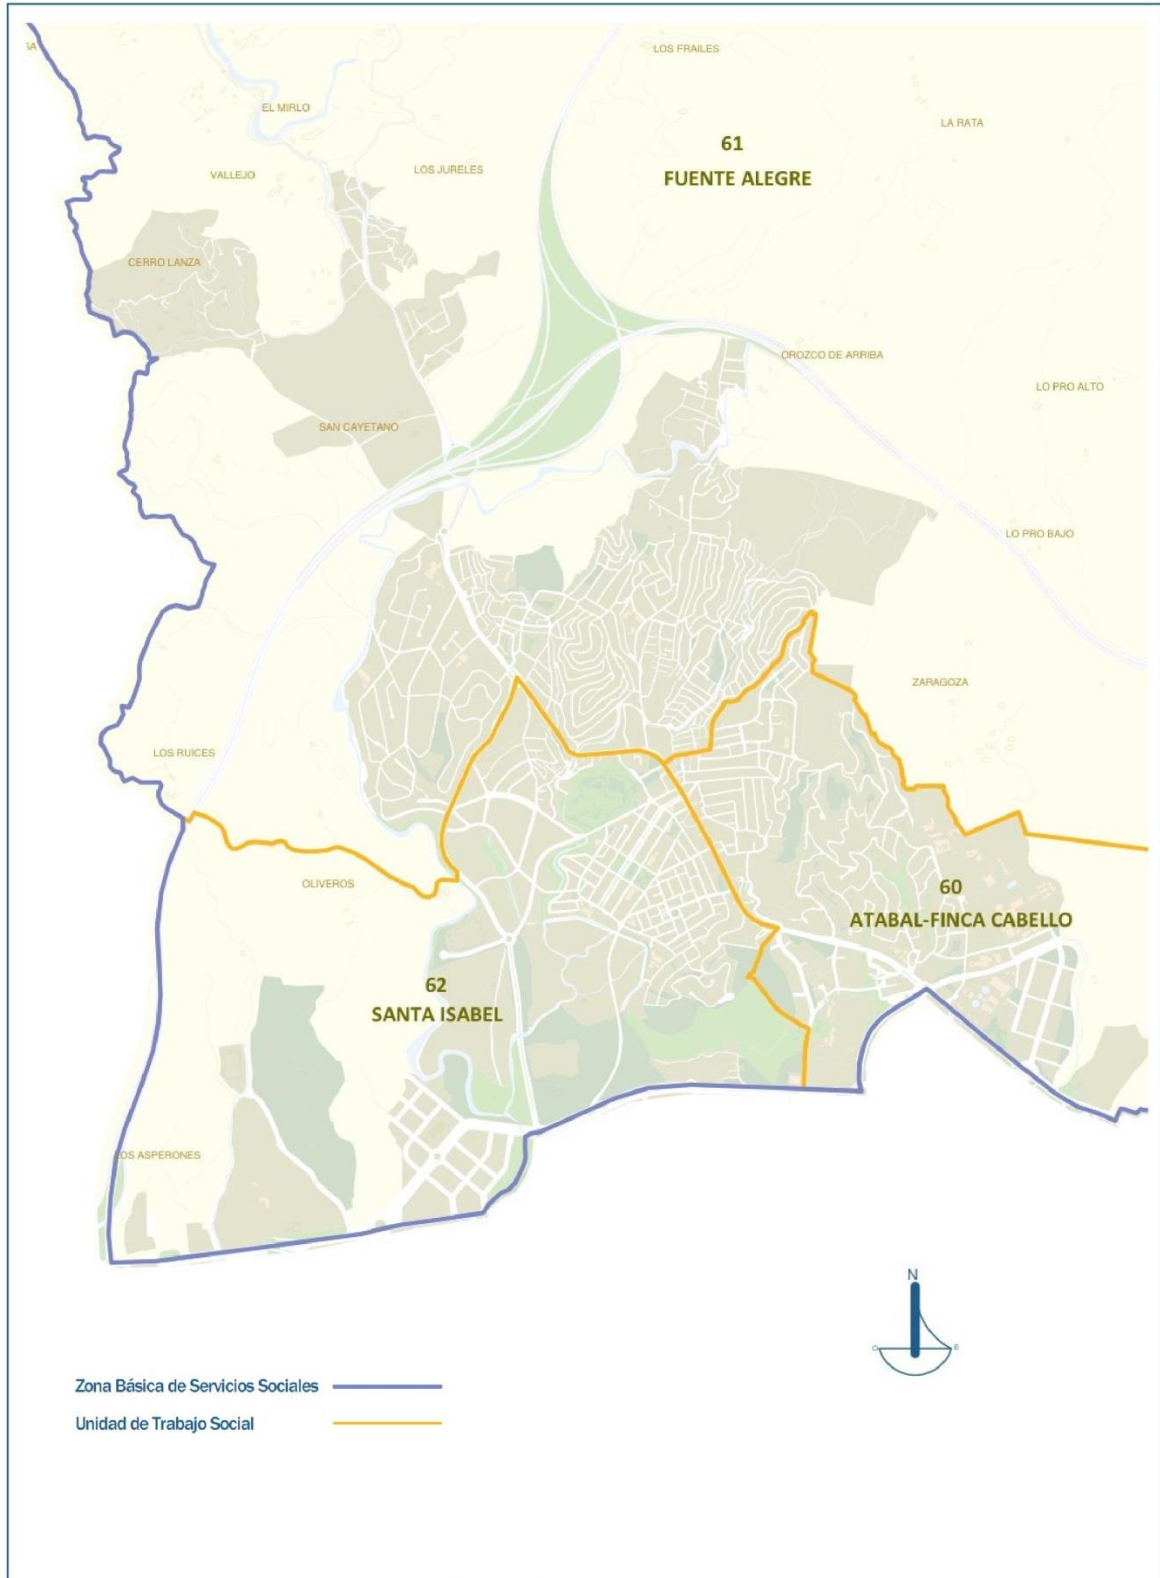 LOS FRAILES
EL MIRLO
LA RATA
61
FUENTE ALEGRE
LOS JURELES
VALLEJO
CERRO LANZA
OROZCO DE ARRIBA
LO PRO ALTO
SAN CAYETANO
LO PRO BAJO
ZARAGOZA
LOS RUICES
OLIVEROS
60
ATABAL-FINCA CABELLO
62
SANTA ISABEL
LOS ASPERONES
N
O
E
Zona Básica de Servicios Sociales
Unidad de Trabajo Social